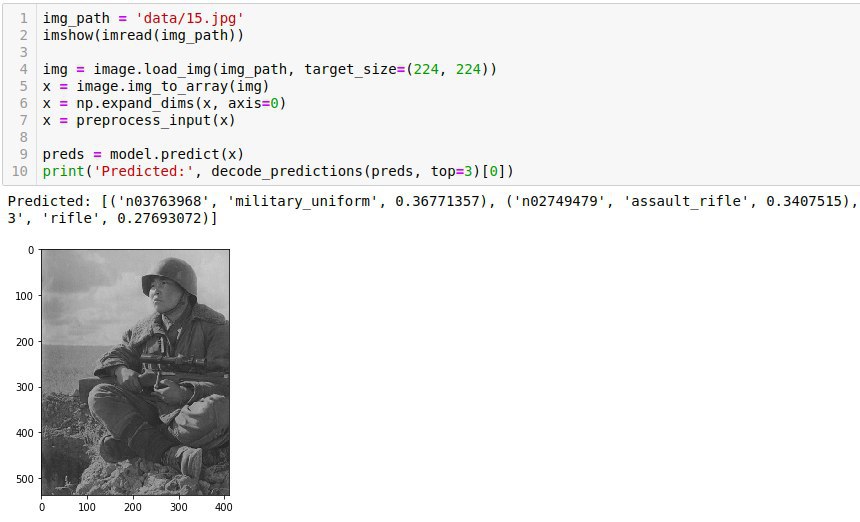 1 img_path = 'data/15.jpg'
2 imshow(imread(img_path))
3
4 img = image.load_img(img_path, target_size=(224, 224))
5 x = image.img_to_array(img)
6 x = np.expand_dims(x, axis=0)
7 x = preprocess_input(x)
8
9 preds = model.predict(x)
10 print('Predicted:', decode_predictions(preds, top=3)[0])
Predicted: [('n03763968', 'military_uniform', 0.36771357), ('n02749479', 'assault_rifle', 0.3407515),
3', 'rifle', 0.27693072)]
0
100
200
300
400
500
0 100 200 300 400